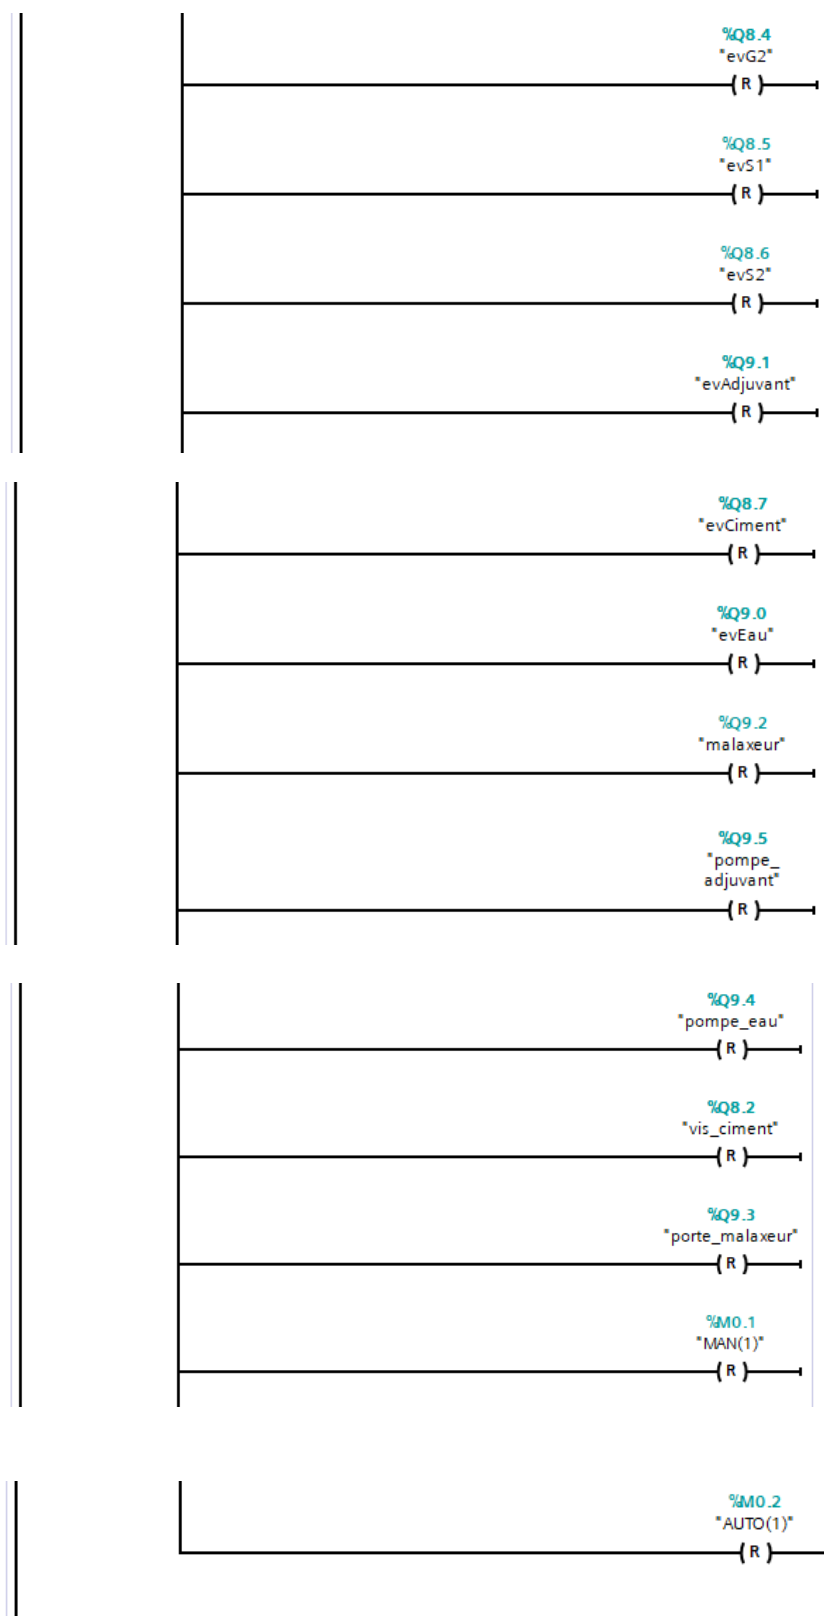 %Q8.4
"evG2"
( R )
%Q8.5
"evS1"
( R )
%Q8.6
"evS2"
( R )
%Q9.1
"evAdjuvant"
( R )
%Q8.7
"evCiment"
( R )
%Q9.0
"evEau"
( R )
%Q9.2
"malaxeur"
( R )
%Q9.5
"pompe_
adjuvant"
( R )
%Q9.4
"pompe_eau"
( R )
%Q8.2
"vis_ciment"
( R )
%Q9.3
"porte_malaxeur"
( R )
%M0.1
"MAN(1)"
( R )
%M0.2
"AUTO(1)"
( R )